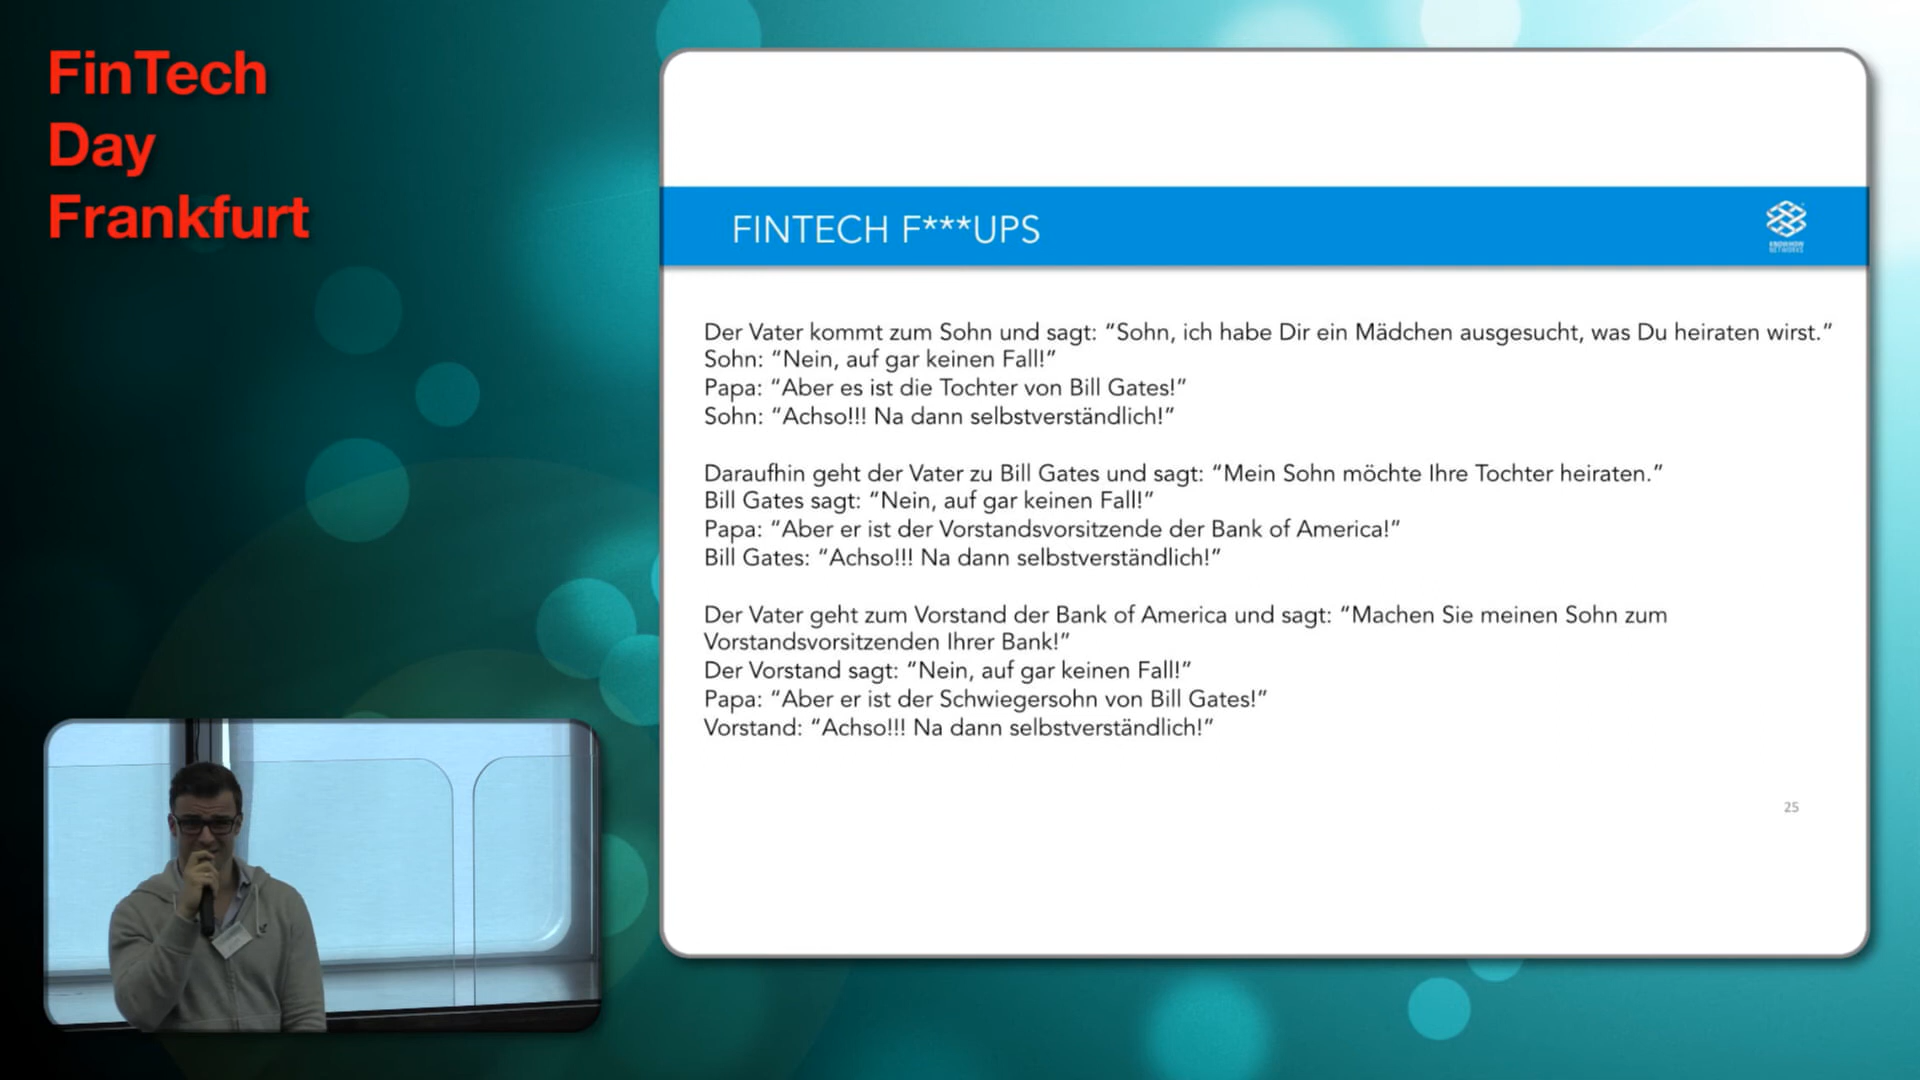 FinTech
Day
Frankfurt
FINTECH F***UPS
KNOWHOW
NETWORKS
Der Vater kommt zum Sohn und sagt: “Sohn, ich habe Dir ein Mädchen ausgesucht, was Du heiraten wirst.”
Sohn: “Nein, auf gar keinen Fall!”
Papa: “Aber es ist die Tochter von Bill Gates!”
Sohn: “Achso!!! Na dann selbstverständlich!”
Daraufhin geht der Vater zu Bill Gates und sagt: “Mein Sohn möchte Ihre Tochter heiraten.”
Bill Gates sagt: “Nein, auf gar keinen Fall!”
Papa: “Aber er ist der Vorstandsvorsitzende der Bank of America!”
Bill Gates: “Achso!!! Na dann selbstverständlich!”
Der Vater geht zum Vorstand der Bank of America und sagt: “Machen Sie meinen Sohn zum
Vorstandsvorsitzenden Ihrer Bank!”
Der Vorstand sagt: “Nein, auf gar keinen Fall!”
Papa: “Aber er ist der Schwiegersohn von Bill Gates!”
Vorstand: “Achso!!! Na dann selbstverständlich!”
25